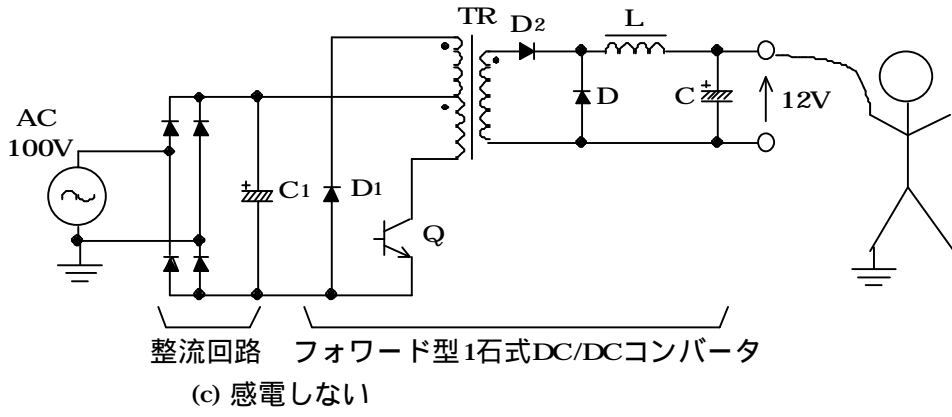 TR
D2
L
AC
100V
C1
D1
Q
D
C
12V
整流回路
フォワード型1石式DC/DCコンバータ
(c) 感電しない